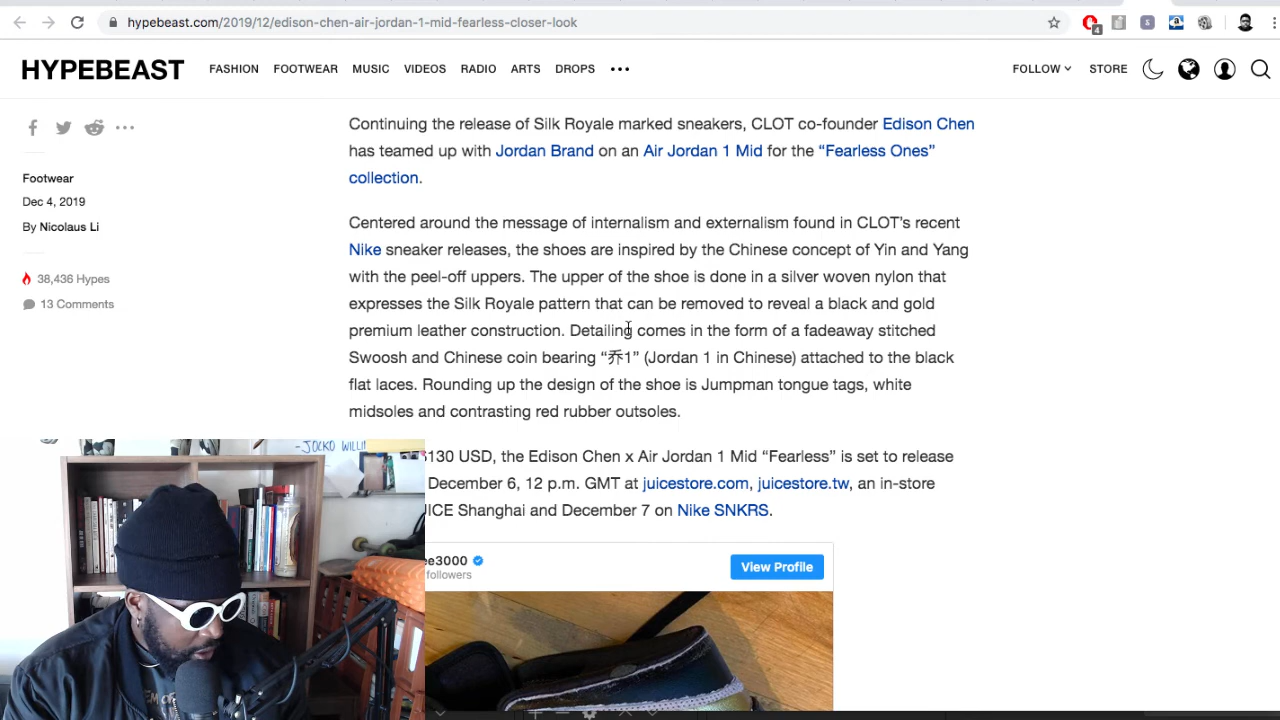 hypebeast.com/2019/12/edison-chen-air-jordan-1-mid-fearless-closer-look
4
HYPEBEAST FASHION FOOTWEAR MUSIC VIDEOS RADIO ARTS DROPS ••• FOLLOW STORE
Footwear
Dec 4, 2019
By Nicolaus Li
38,436 Hypes
13 Comments
Continuing the release of Silk Royale marked sneakers, CLOT co-founder Edison Chen
has teamed up with Jordan Brand on an Air Jordan 1 Mid for the “Fearless Ones”
collection.
Centered around the message of internalism and externalism found in CLOT’s recent
Nike sneaker releases, the shoes are inspired by the Chinese concept of Yin and Yang
with the peel-off uppers. The upper of the shoe is done in a silver woven nylon that
expresses the Silk Royale pattern that can be removed to reveal a black and gold
premium leather construction. Detailing comes in the form of a fadeaway stitched
Swoosh and Chinese coin bearing “乔1” (Jordan 1 in Chinese) attached to the black
flat laces. Rounding up the design of the shoe is Jumpman tongue tags, white
midsoles and contrasting red rubber outsoles.
130 USD, the Edison Chen x Air Jordan 1 Mid “Fearless” is set to release
December 6, 12 p.m. GMT at juicestore.com, juicestore.tw, an in-store
ICE Shanghai and December 7 on Nike SNKRS.
ee3000
followers
View Profile
-JOCKO WILLI